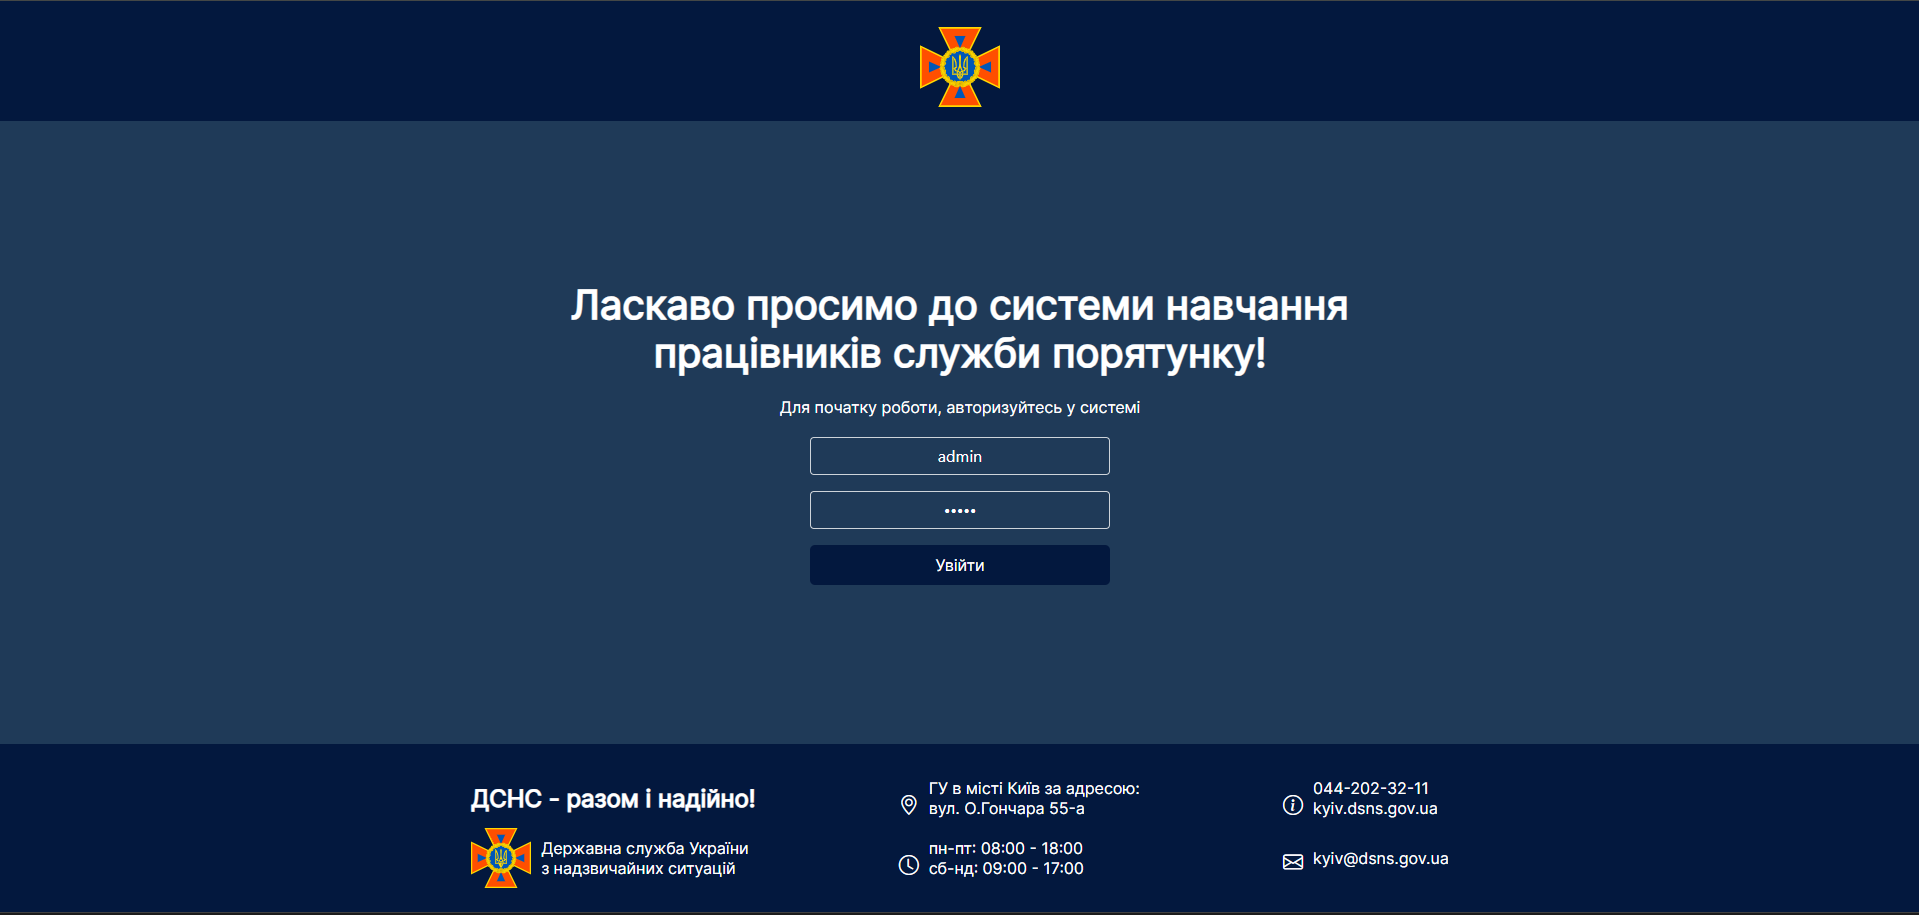 Ласкаво просимо до системи навчання
працівників служби порятунку!
Для початку роботи, авторизуйтесь у системі
admin
•••••
Увійти
ДСНС - разом і надійно!
Державна служба України
з надзвичайних ситуацій
ГУ в місті Київ за адресою:
вул. О.Гончара 55-а
пн-пт: 08:00 - 18:00
сб-нд: 09:00 - 17:00
044-202-32-11
kyiv.dsns.gov.ua
kyiv@dsns.gov.ua